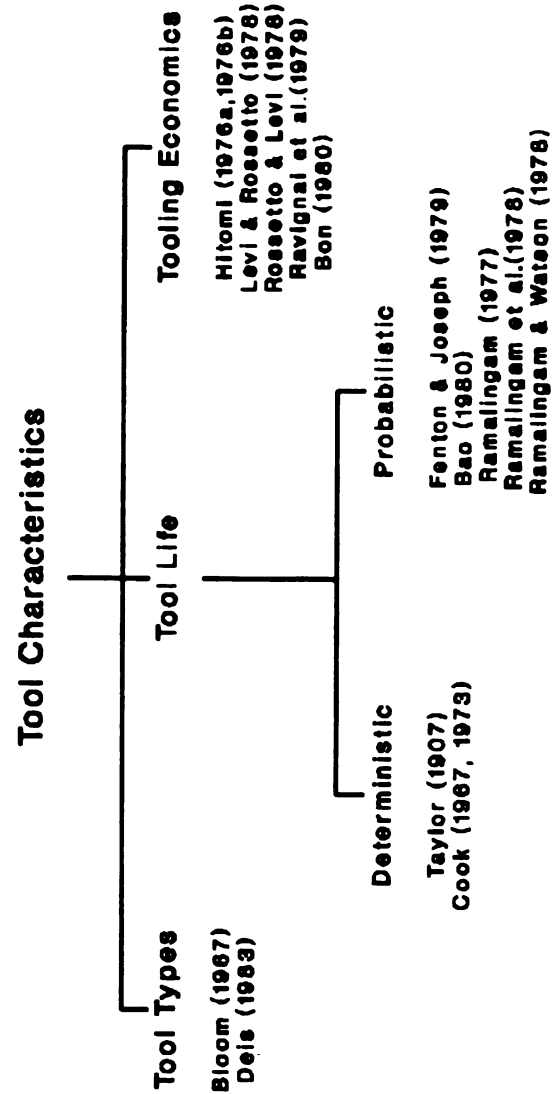 Tool Characteristics
Tool Types
Bloom (1967)
Deis (1983)
Tool Life
Deterministic
Taylor (1907)
Cook (1967, 1973)
Probabilistic
Fenton & Joseph (1979)
Bao (1980)
Ramalingam (1977)
Ramalingam et al.(1978)
Ramalingam & Watson (1978)
Tooling Economics
Hitomi (1976a,1976b)
Levi & Rossetto (1978)
Rossetto & Levi (1978)
Ravignai et al.(1979)
Bon (1980)